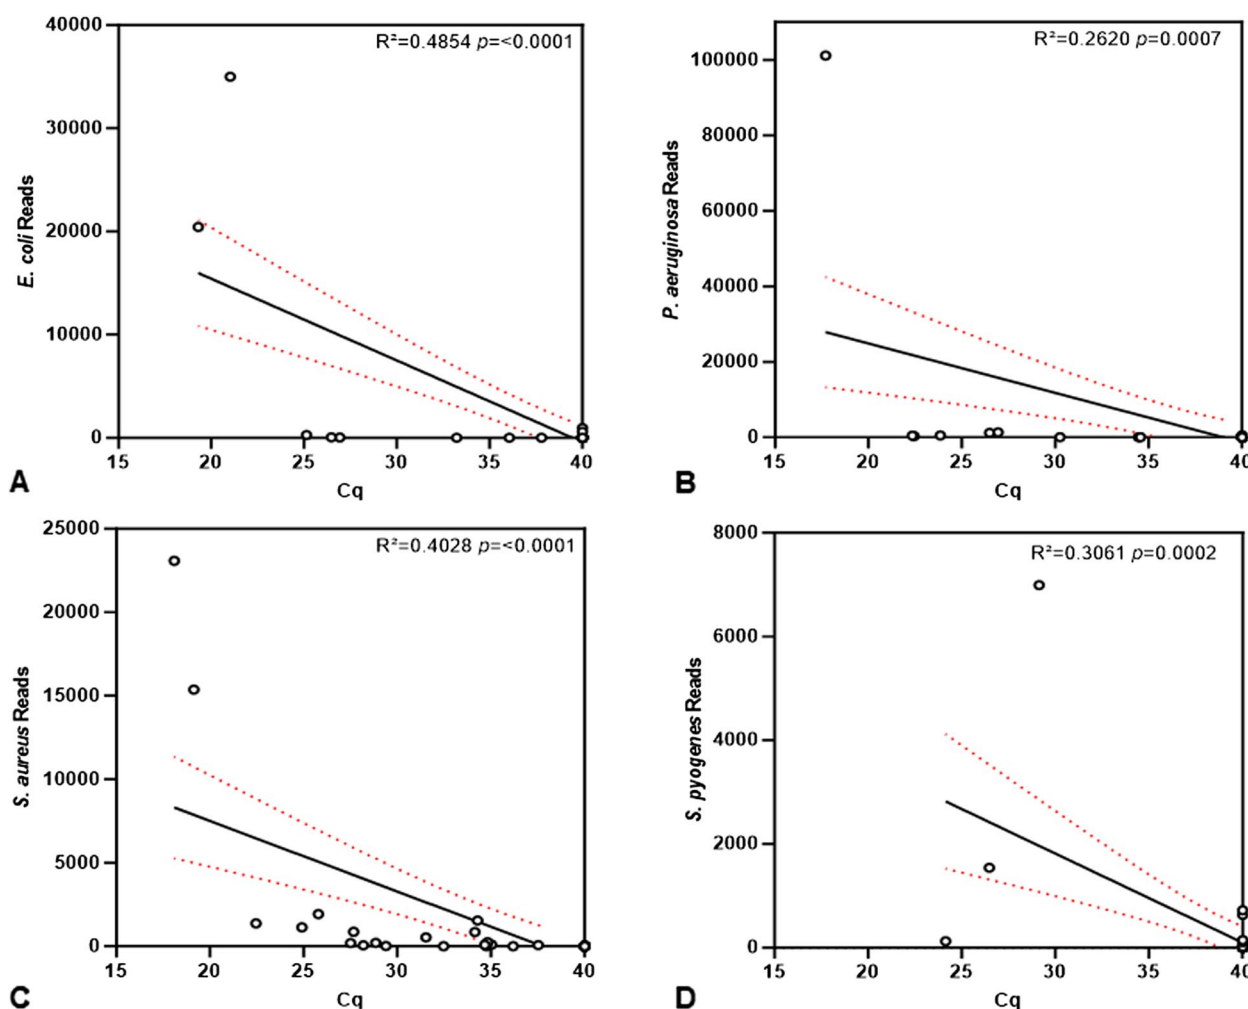 R²=0.4854 p=<0.0001
E. coli Reads
40000
30000
20000
10000
0
15 20 25 30 35 40
Cq
A
R²=0.2620 p=0.0007
P. aeruginosa Reads
100000
80000
60000
40000
20000
0
15 20 25 30 35 40
Cq
B
R²=0.4028 p=<0.0001
S. aureus Reads
25000
20000
15000
10000
5000
0
15 20 25 30 35 40
Cq
C
R²=0.3061 p=0.0002
S. pyogenes Reads
8000
6000
4000
2000
0
15 20 25 30 35 40
Cq
D